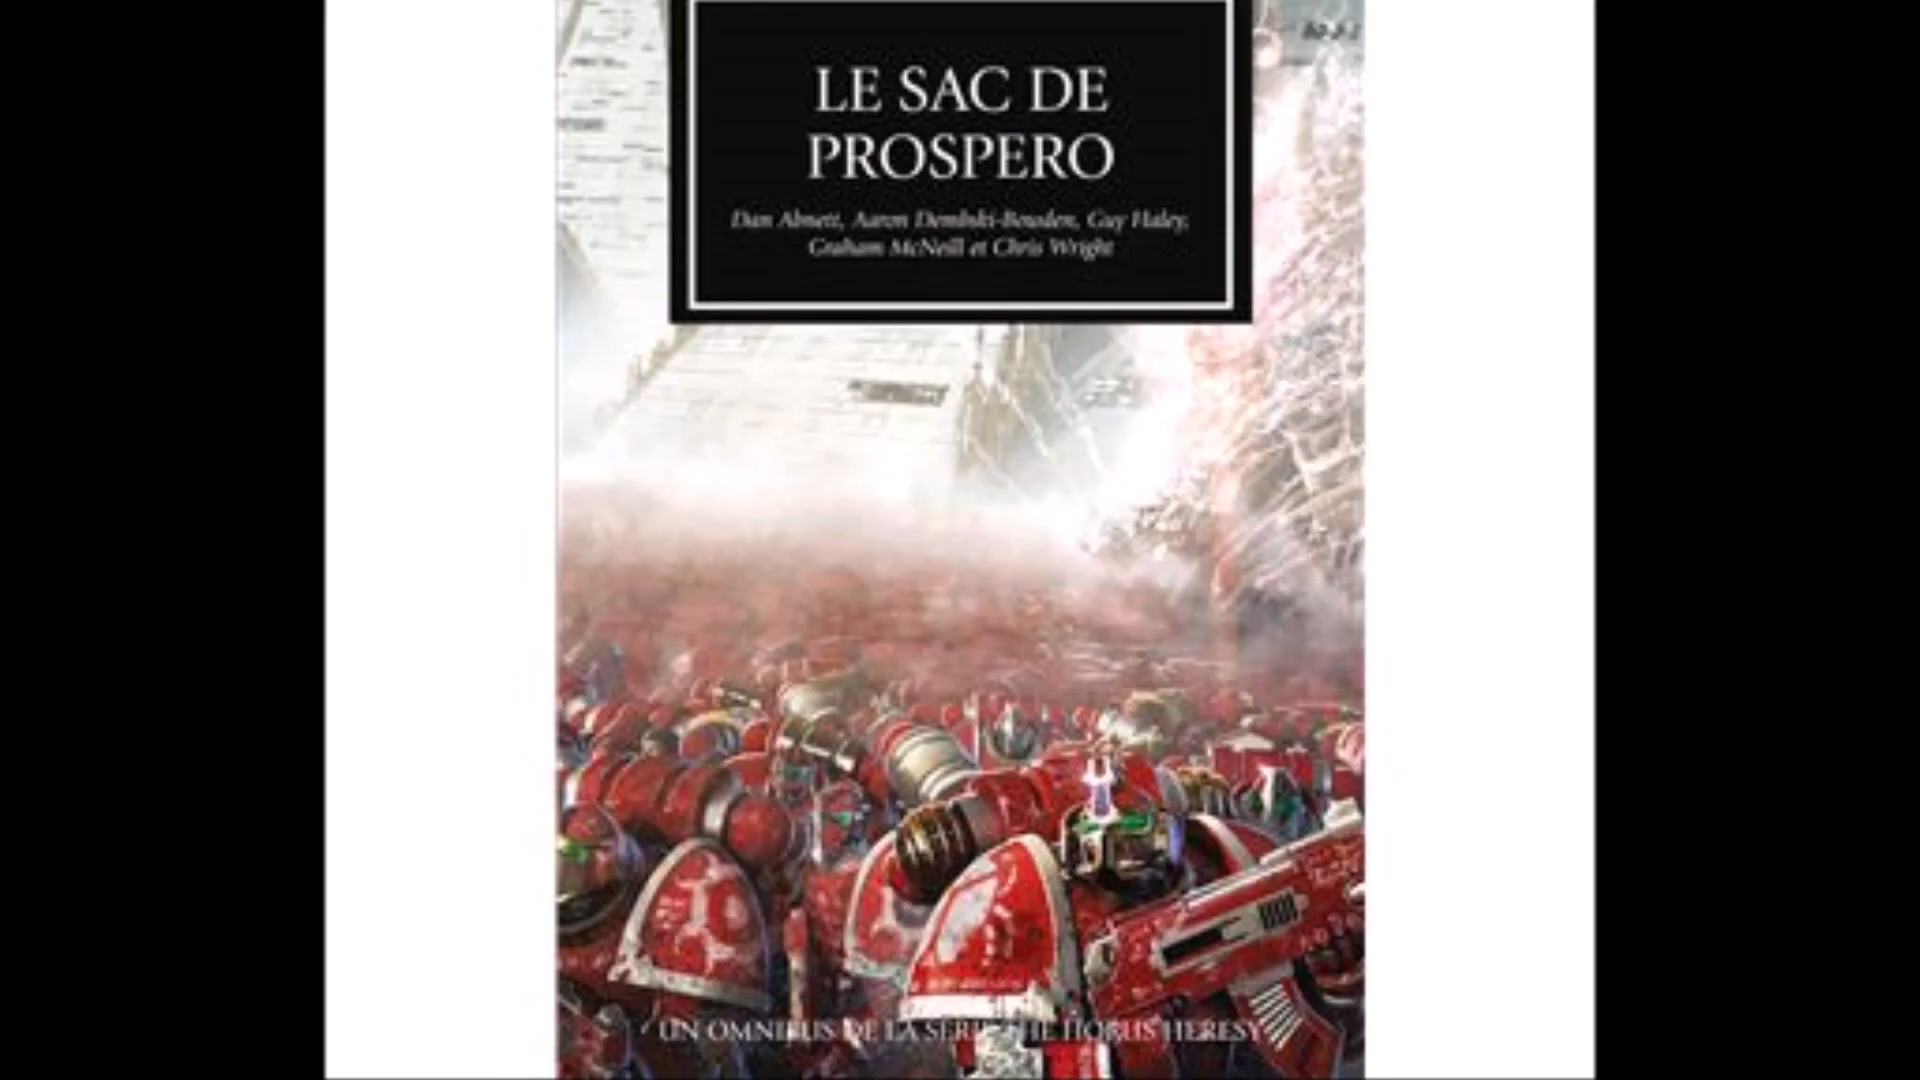 LE SAC DE
PROSPERO
Dan Abnett, Aaron Dembski-Bowden, Guy Haley,
Graham McNeill et Chris Wright
UN OMNIBUS DE LA SÉRIE THE HORUS HERESY